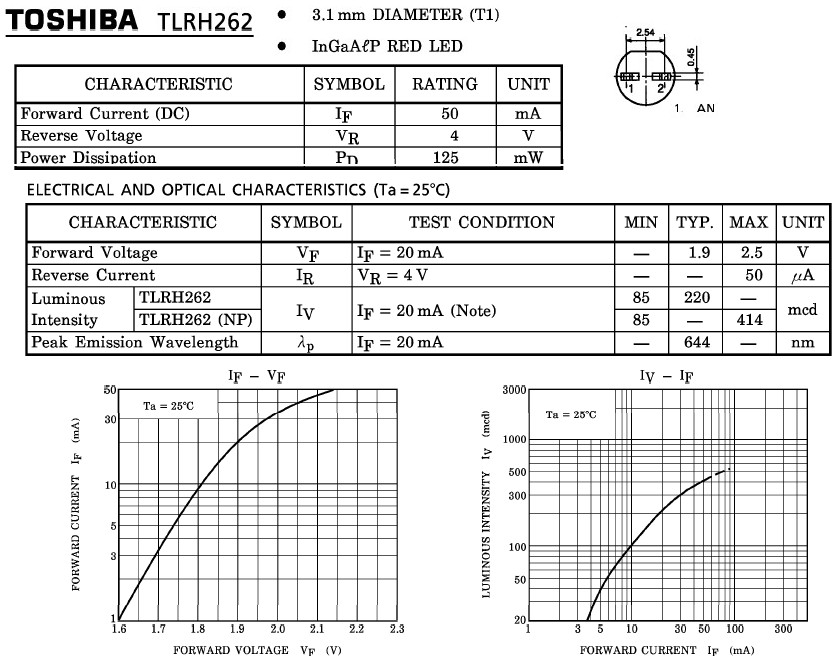 TOSHIBA TLRH262
● 3.1 mm DIAMETER (T1)
● InGaAℓP RED LED
2.54
0.45
1 2
1. AN
CHARACTERISTIC SYMBOL RATING UNIT
Forward Current (DC) IF 50 mA
Reverse Voltage VR 4 V
Power Dissipation PD 125 mW
ELECTRICAL AND OPTICAL CHARACTERISTICS (Ta = 25°C)
CHARACTERISTIC SYMBOL TEST CONDITION MIN TYP. MAX UNIT
Forward Voltage VF IF = 20 mA — 1.9 2.5 V
Reverse Current IR VR = 4 V — — 50 μA
Luminous Intensity TLRH262 IV IF = 20 mA (Note) 85 220 — mcd
TLRH262 (NP) 85 — 414
Peak Emission Wavelength λp IF = 20 mA — 644 — nm
IF – VF
Ta = 25°C
FORWARD CURRENT IF (mA)
50
30
10
5
3
1
1.6 1.7 1.8 1.9 2.0 2.1 2.2 2.3
FORWARD VOLTAGE VF (V)
IV – IF
Ta = 25°C
LUMINOUS INTENSITY IV (mcd)
3000
1000
500
300
100
50
20
1 3 5 10 30 50 100 300
FORWARD CURRENT IF (mA)